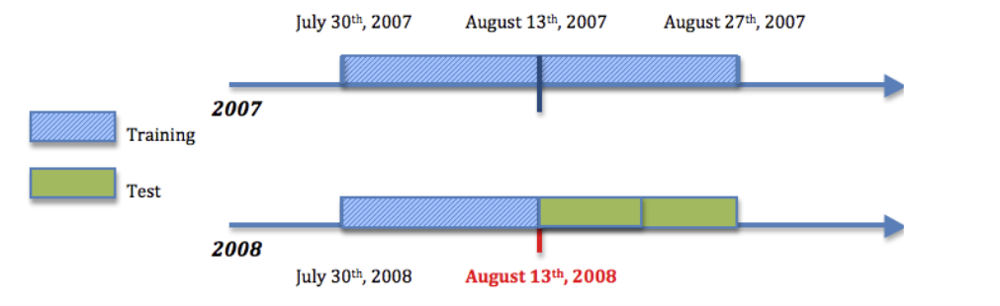 July 30th, 2007 August 13th, 2007 August 27th, 2007
2007
Training
Test
2008
July 30th, 2008 August 13th, 2008